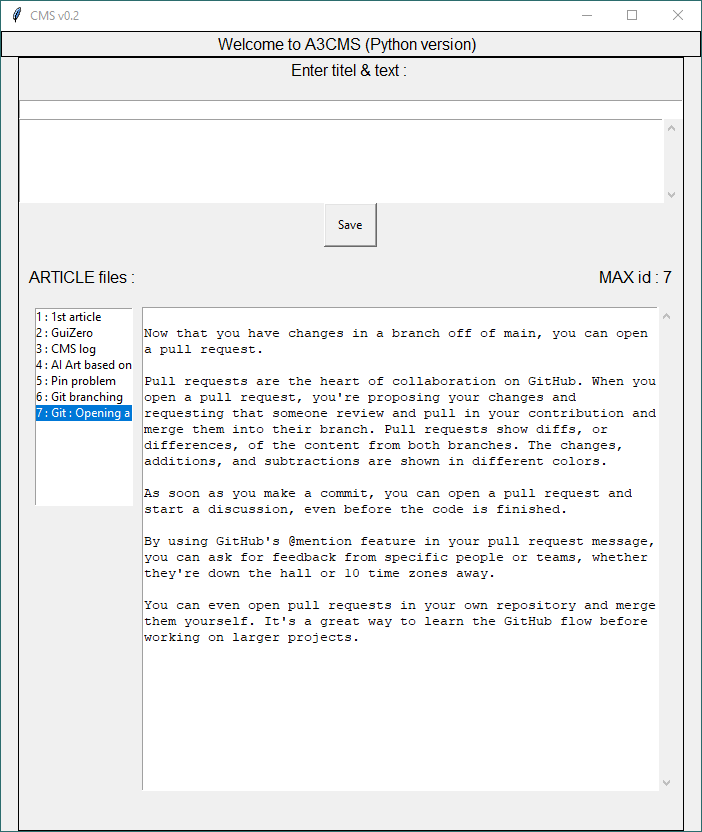 CMS v0.2
Welcome to A3CMS (Python version)
Enter titel & text :
Save
ARTICLE files :
MAX id : 7
1 : 1st article
2 : GuiZero
3 : CMS log
4 : AI Art based on
5 : Pin problem
6 : Git branching
7 : Git : Opening a
Now that you have changes in a branch off of main, you can open
a pull request.
Pull requests are the heart of collaboration on GitHub. When you
open a pull request, you're proposing your changes and
requesting that someone review and pull in your contribution and
merge them into their branch. Pull requests show diffs, or
differences, of the content from both branches. The changes,
additions, and subtractions are shown in different colors.
As soon as you make a commit, you can open a pull request and
start a discussion, even before the code is finished.
By using GitHub's @mention feature in your pull request message,
you can ask for feedback from specific people or teams, whether
they're down the hall or 10 time zones away.
You can even open pull requests in your own repository and merge
them yourself. It's a great way to learn the GitHub flow before
working on larger projects.